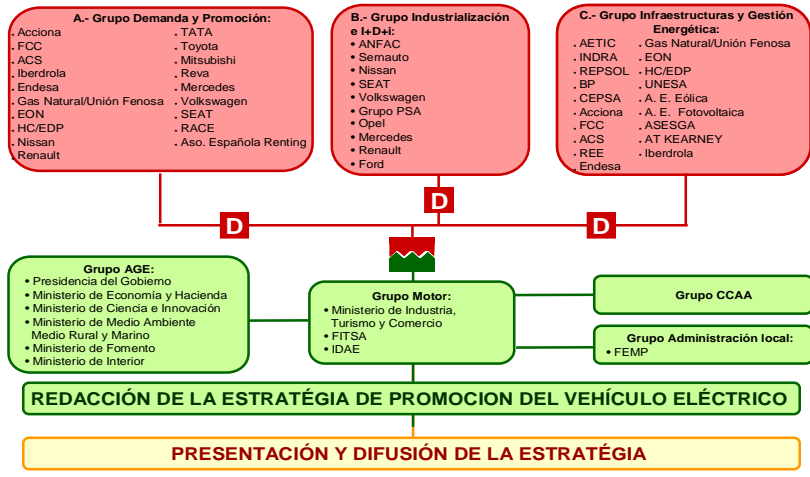 A.- Grupo Demanda y Promoción:
. Acciona
. FCC
. ACS
. Iberdrola
. Endesa
. Gas Natural/Unión Fenosa
. EON
. HC/EDP
. Nissan
. Renault
. TATA
. Toyota
. Mitsubishi
. Reva
. Mercedes
. Volkswagen
. SEAT
. RACE
. Aso. Española Renting
B.- Grupo Industrialización
e I+D+i:
• ANFAC
• Sernauto
• Nissan
• SEAT
• Volkswagen
• Grupo PSA
• Opel
• Mercedes
• Renault
• Ford
C.- Grupo Infraestructuras y Gestión
Energética:
. AETIC
. INDRA
. REPSOL
. BP
. CEPSA
. Acciona
. FCC
. ACS
. REE
. Endesa
. Gas Natural/Unión Fenosa
. EON
. HC/EDP
. UNESA
. A. E. Eólica
. A. E. Fotovoltaica
. ASESGA
. AT KEARNEY
. Iberdrola
D
D
D
Grupo AGE:
• Presidencia del Gobierno
• Ministerio de Economía y Hacienda
• Ministerio de Ciencia e Innovación
• Ministerio de Medio Ambiente
Medio Rural y Marino
• Ministerio de Fomento
• Ministerio de Interior
Grupo Motor:
• Ministerio de Industria,
Turismo y Comercio
• FITSA
• IDAE
Grupo CCAA
Grupo Administración local:
• FEMP
REDACCIÓN DE LA ESTRATÉGIA DE PROMOCION DEL VEHÍCULO ELÉCTRICO
PRESENTACIÓN Y DIFUSIÓN DE LA ESTRATÉGIA